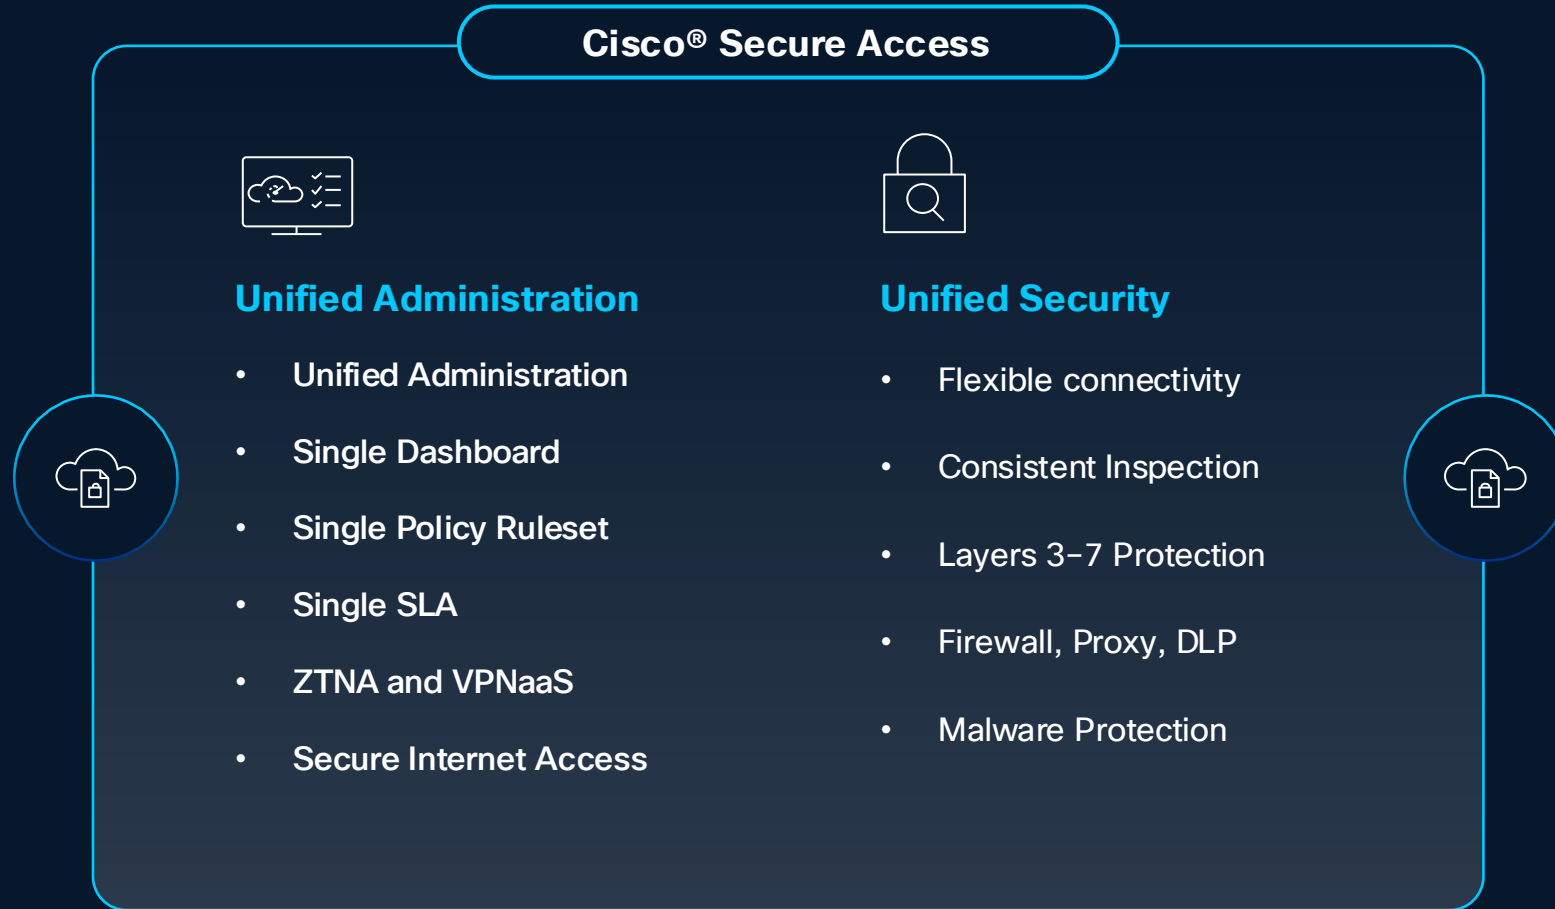 Cisco® Secure Access
Unified Administration
• Unified Administration
• Single Dashboard
• Single Policy Ruleset
• Single SLA
• ZTNA and VPNaaS
• Secure Internet Access
Unified Security
• Flexible connectivity
• Consistent Inspection
• Layers 3–7 Protection
• Firewall, Proxy, DLP
• Malware Protection